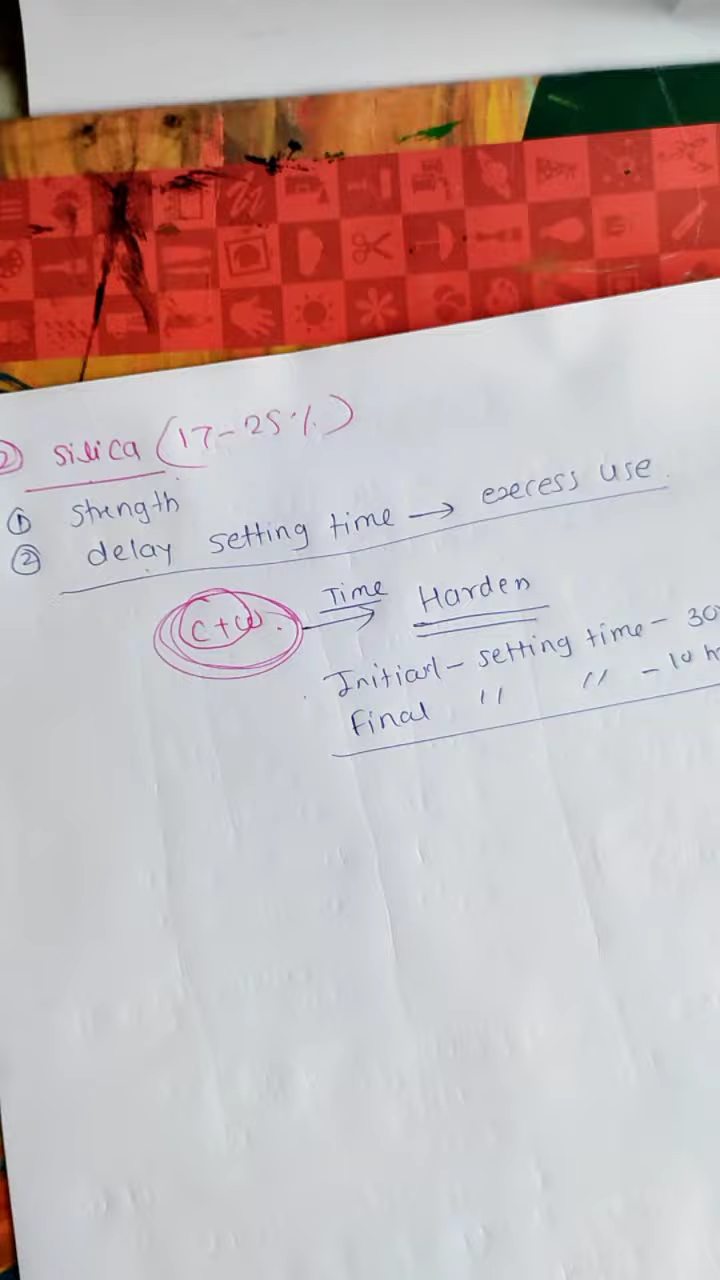 ② Silica (17-25%)
① Strength
② delay setting time → execess use
C+W. Time → Harden
Initial - setting time - 30
Final " " - 10 h